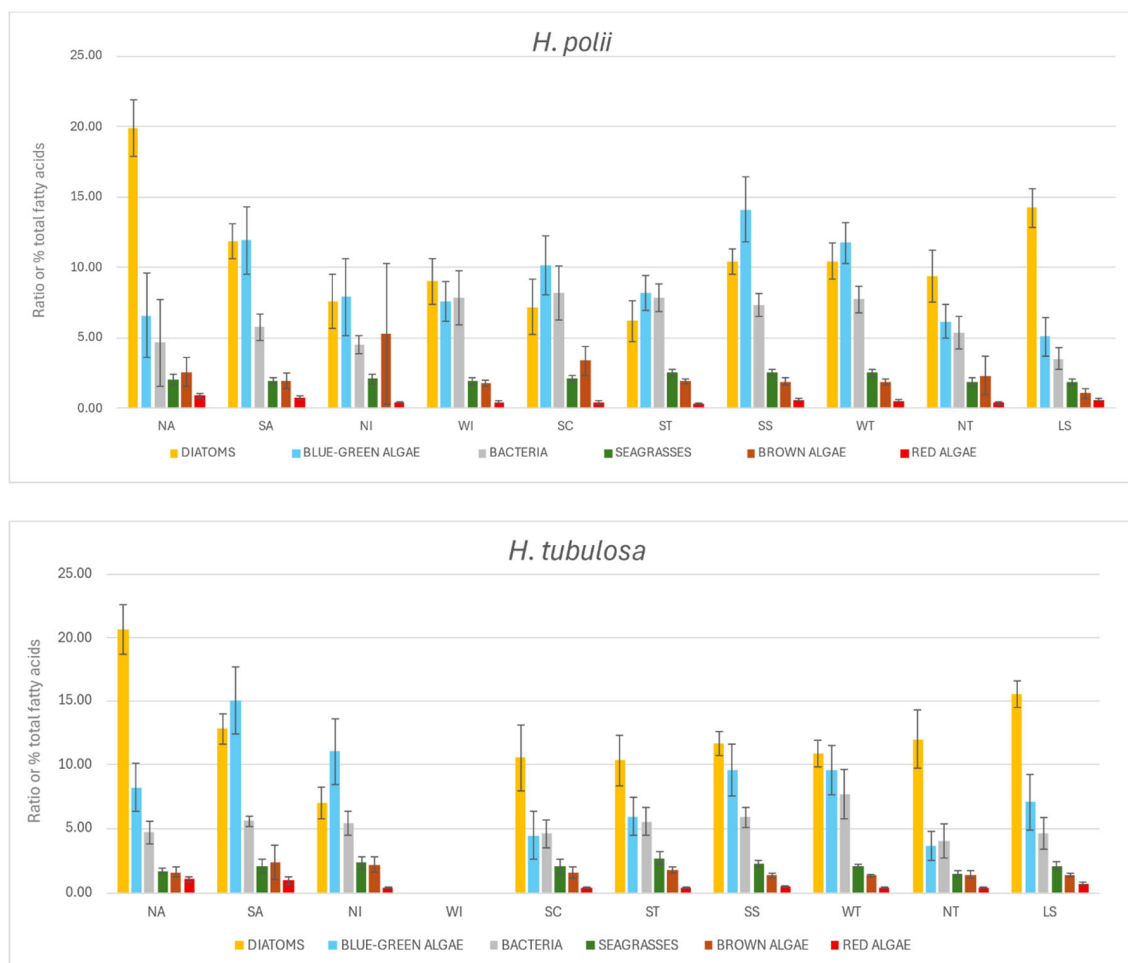 H. polii
25.00
20.00
15.00
10.00
5.00
0.00
Ratio or % total fatty acids
NA SA NI WI SC ST SS WT NT LS
DIATOMS BLUE-GREEN ALGAE BACTERIA SEAGRASSES BROWN ALGAE RED ALGAE
H. tubulosa
25.00
20.00
15.00
10.00
5.00
0.00
Ratio or % total fatty acids
NA SA NI WI SC ST SS WT NT LS
DIATOMS BLUE-GREEN ALGAE BACTERIA SEAGRASSES BROWN ALGAE RED ALGAE